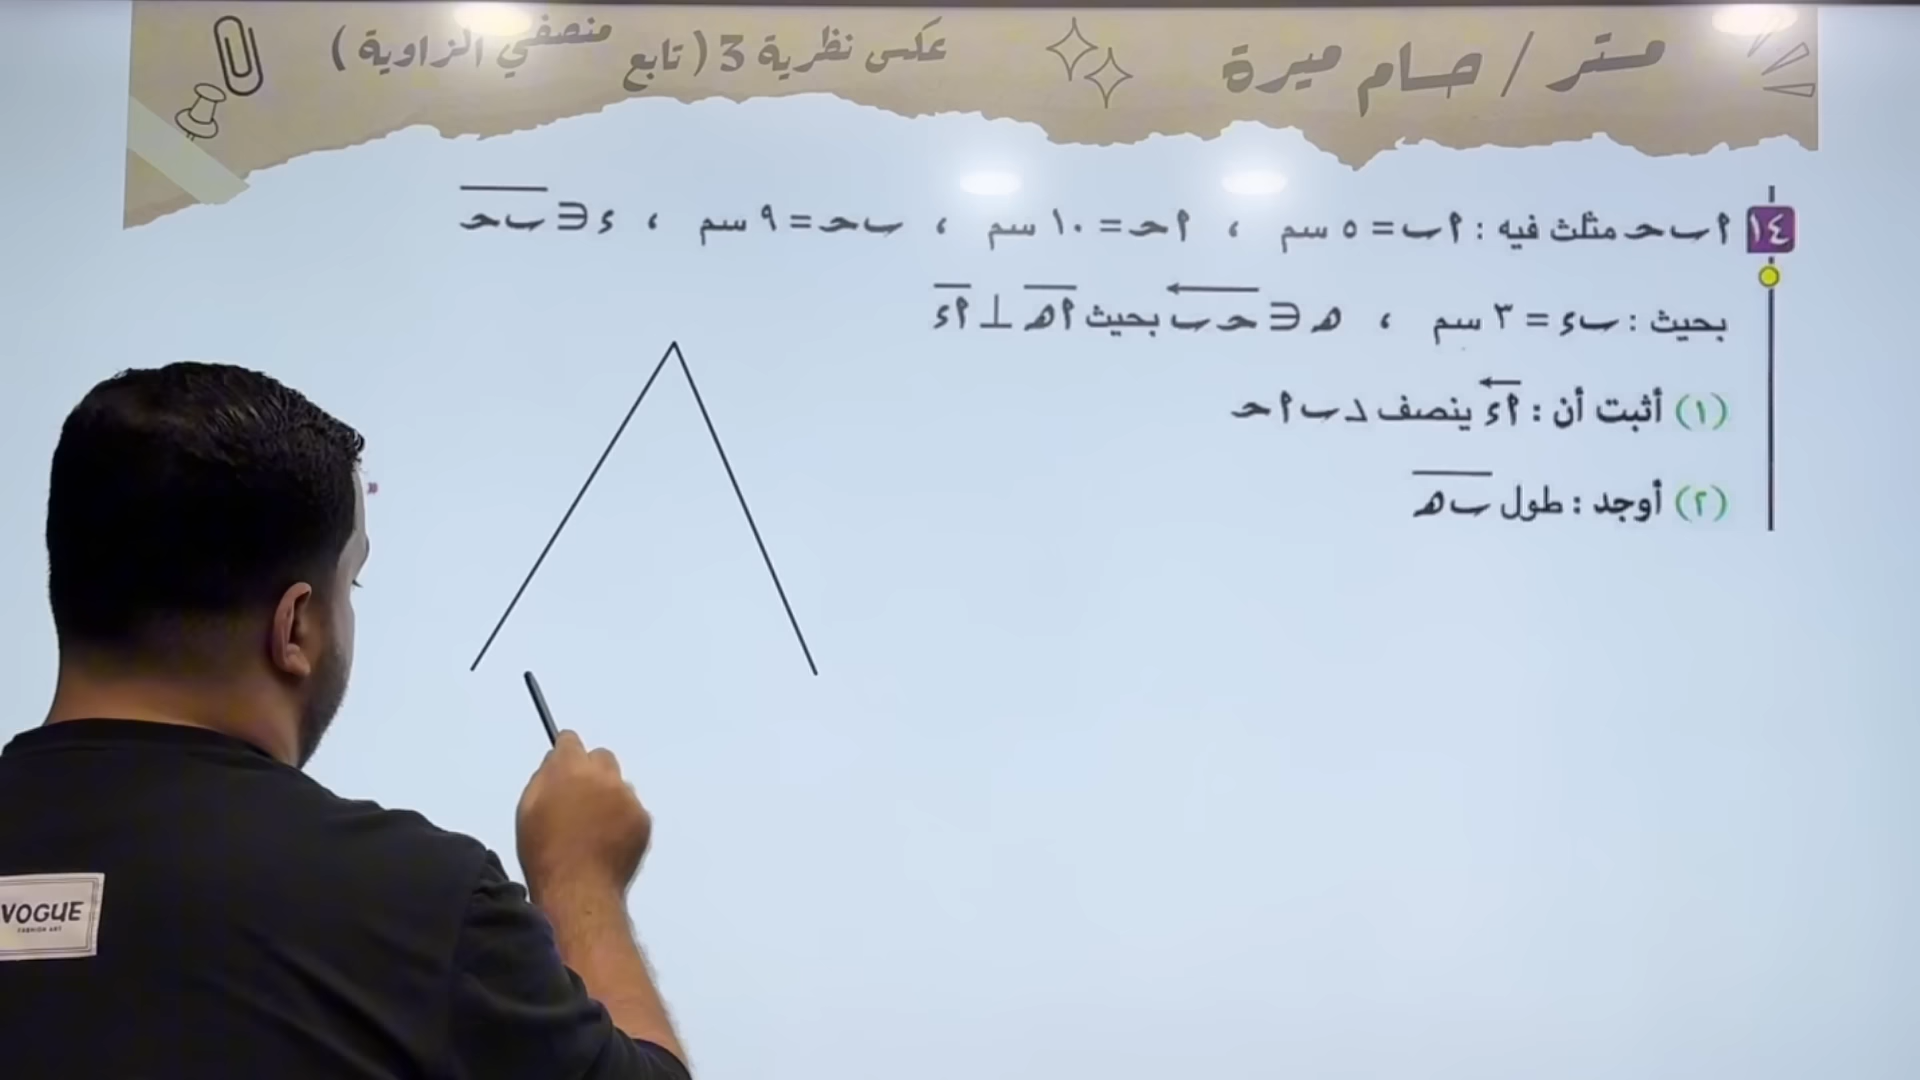 مستر / حسام ميرة
عكس نظرية 3 ( تابع منصفي الزاوية )
١٤ ‎أ ب حـ مثلث فيه : أ ب = ٥ سم ، أ حـ = ١٠ سم ، ب حـ = ٩ سم ، ء ∈ ب حـ
بحيث : ب ء = ٣ سم ، هـ ∈ حـ ب بحيث أ هـ ⊥ أ ء
(١) أثبت أن : أ ء ينصف د ب أ حـ
(٢) أوجد : طول ب هـ
VOGUE
FASHION ART